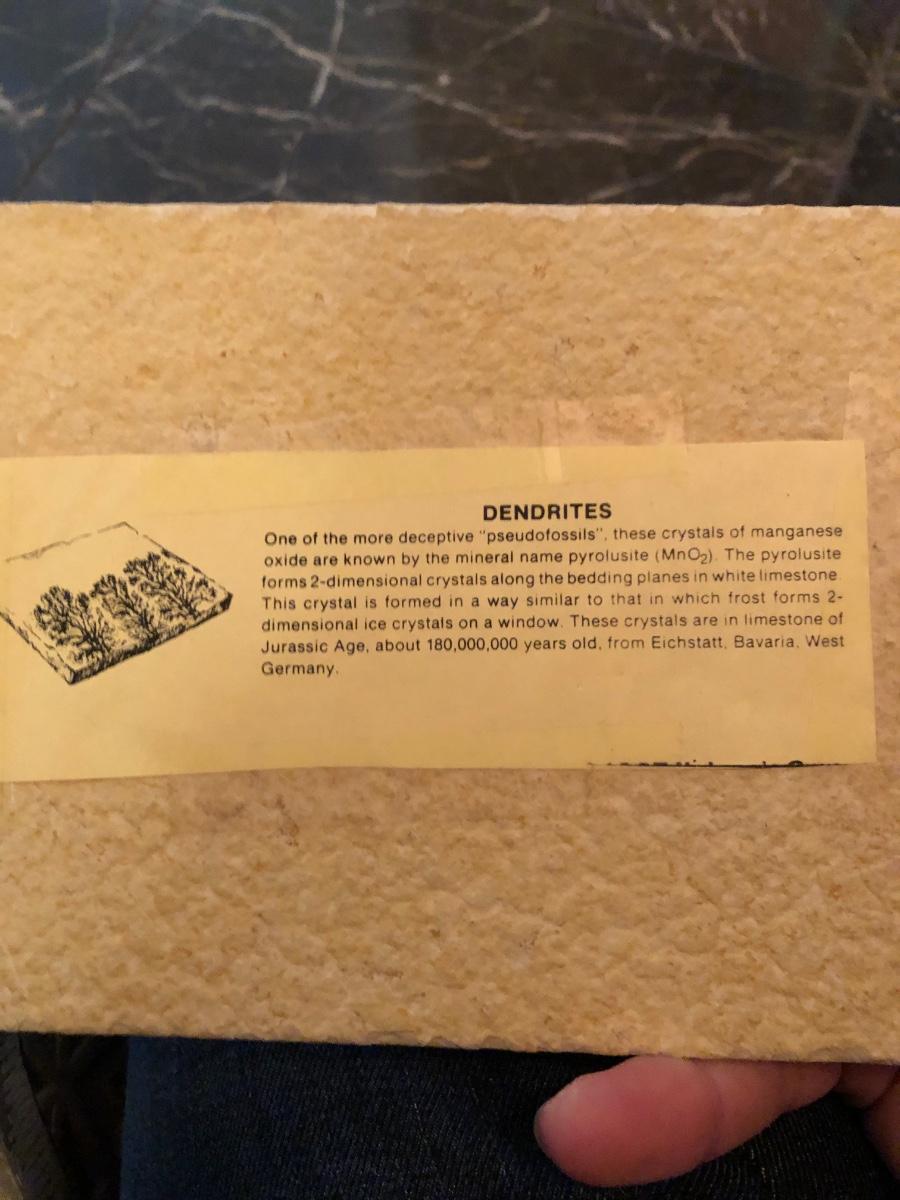 DENDRITES
One of the more deceptive "pseudofossils", these crystals of manganese
oxide are known by the mineral name pyrolusite (MnO₂). The pyrolusite
forms 2-dimensional crystals along the bedding planes in white limestone.
This crystal is formed in a way similar to that in which frost forms 2-
dimensional ice crystals on a window. These crystals are in limestone of
Jurassic Age, about 180,000,000 years old, from Eichstatt, Bavaria, West
Germany.